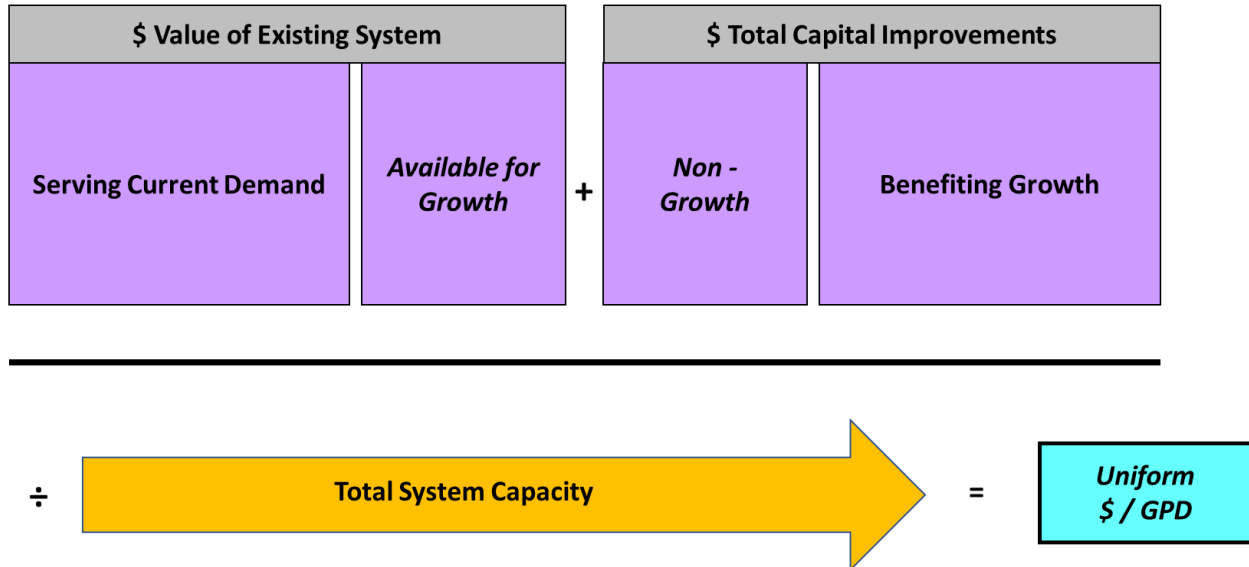 $ Value of Existing System
$ Total Capital Improvements
Serving Current Demand
Available for
Growth
+
Non -
Growth
Benefiting Growth
÷
Total System Capacity
=
Uniform
$ / GPD